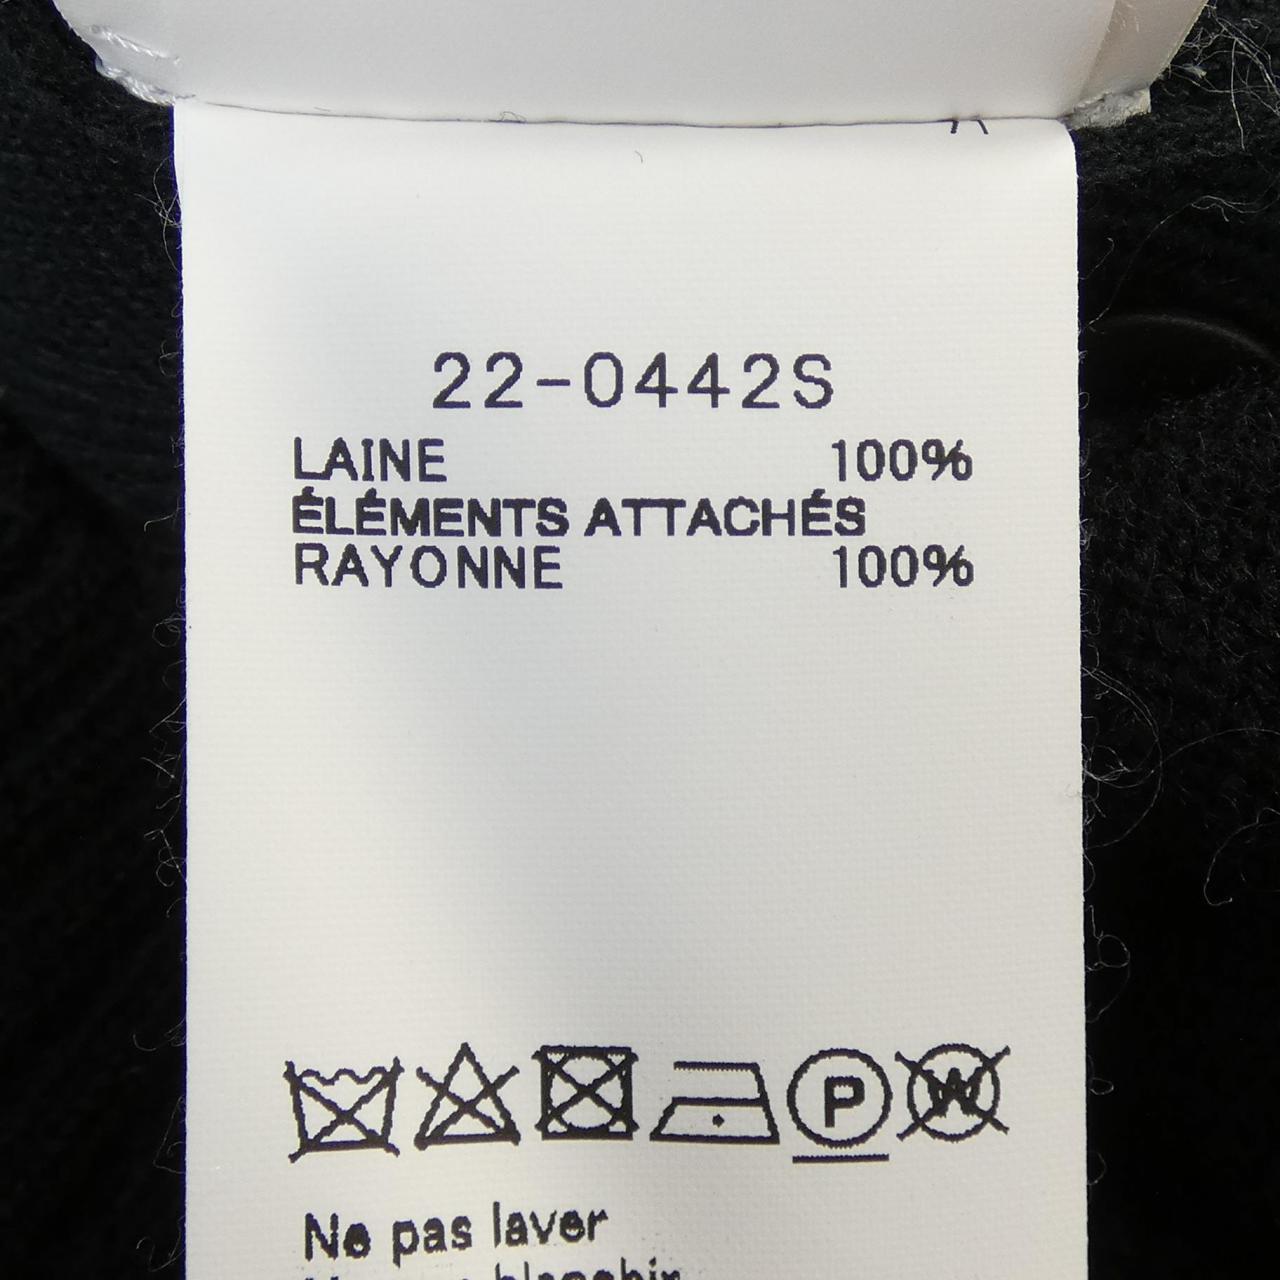 22-0442S
LAINE 100%
ÉLÉMENTS ATTACHÉS
RAYONNE 100%
P W
Ne pas laver